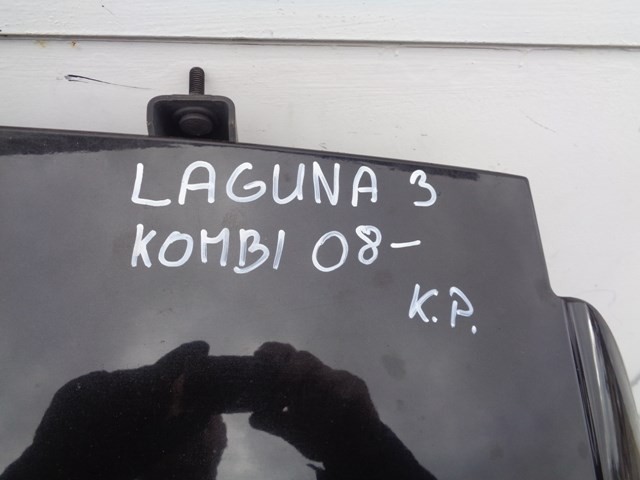 LAGUNA 3
KOMBI 08-
K.P.